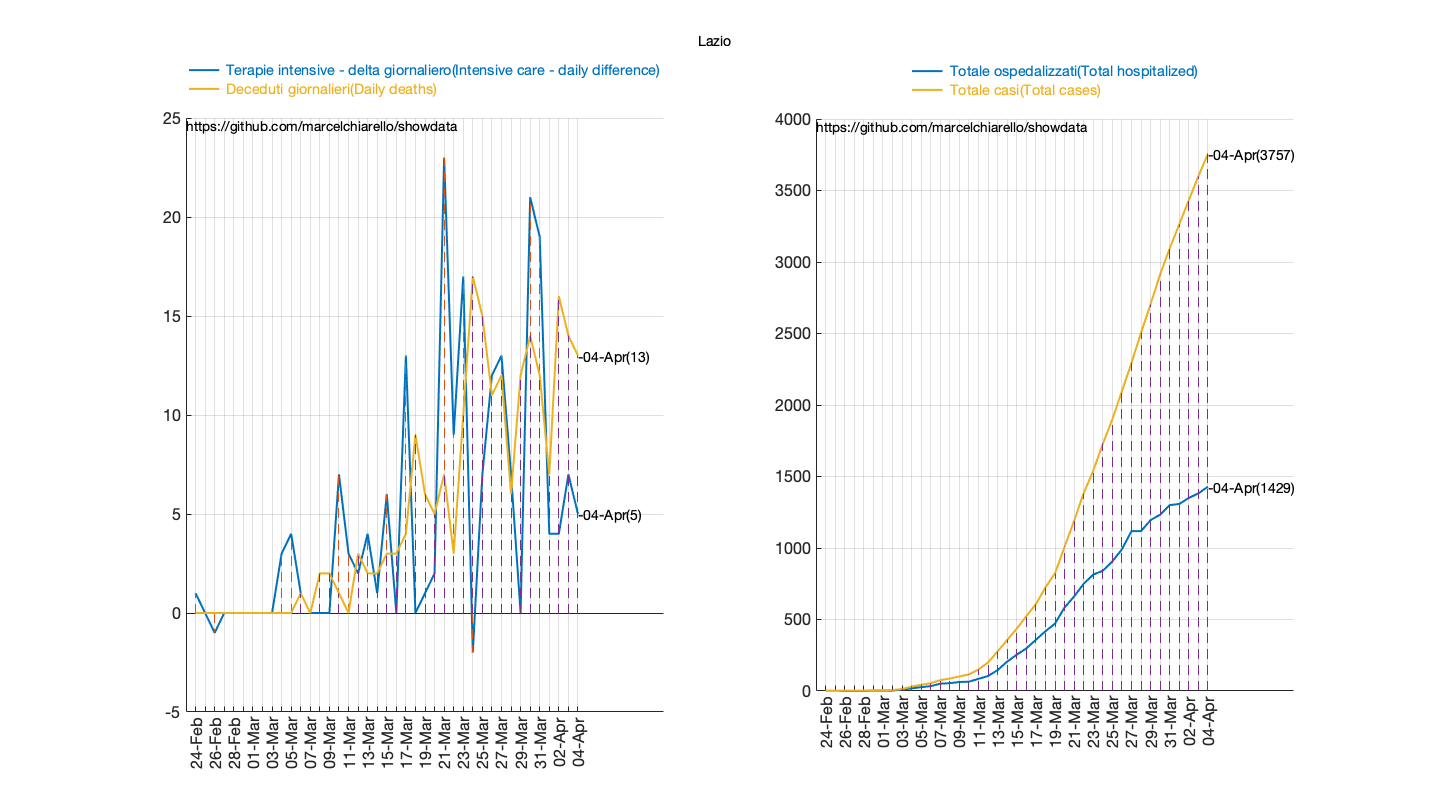 Lazio
Terapie intensive - delta giornaliero(Intensive care - daily difference)
Deceduti giornalieri(Daily deaths)
https://github.com/marcelchiarello/showdata
25
20
15
10
5
0
-5
-04-Apr(13)
-04-Apr(5)
24-Feb
26-Feb
28-Feb
01-Mar
03-Mar
05-Mar
07-Mar
09-Mar
11-Mar
13-Mar
15-Mar
17-Mar
19-Mar
21-Mar
23-Mar
25-Mar
27-Mar
29-Mar
31-Mar
02-Apr
04-Apr
Totale ospedalizzati(Total hospitalized)
Totale casi(Total cases)
https://github.com/marcelchiarello/showdata
4000
3500
3000
2500
2000
1500
1000
500
0
-04-Apr(3757)
-04-Apr(1429)
24-Feb
26-Feb
28-Feb
01-Mar
03-Mar
05-Mar
07-Mar
09-Mar
11-Mar
13-Mar
15-Mar
17-Mar
19-Mar
21-Mar
23-Mar
25-Mar
27-Mar
29-Mar
31-Mar
02-Apr
04-Apr